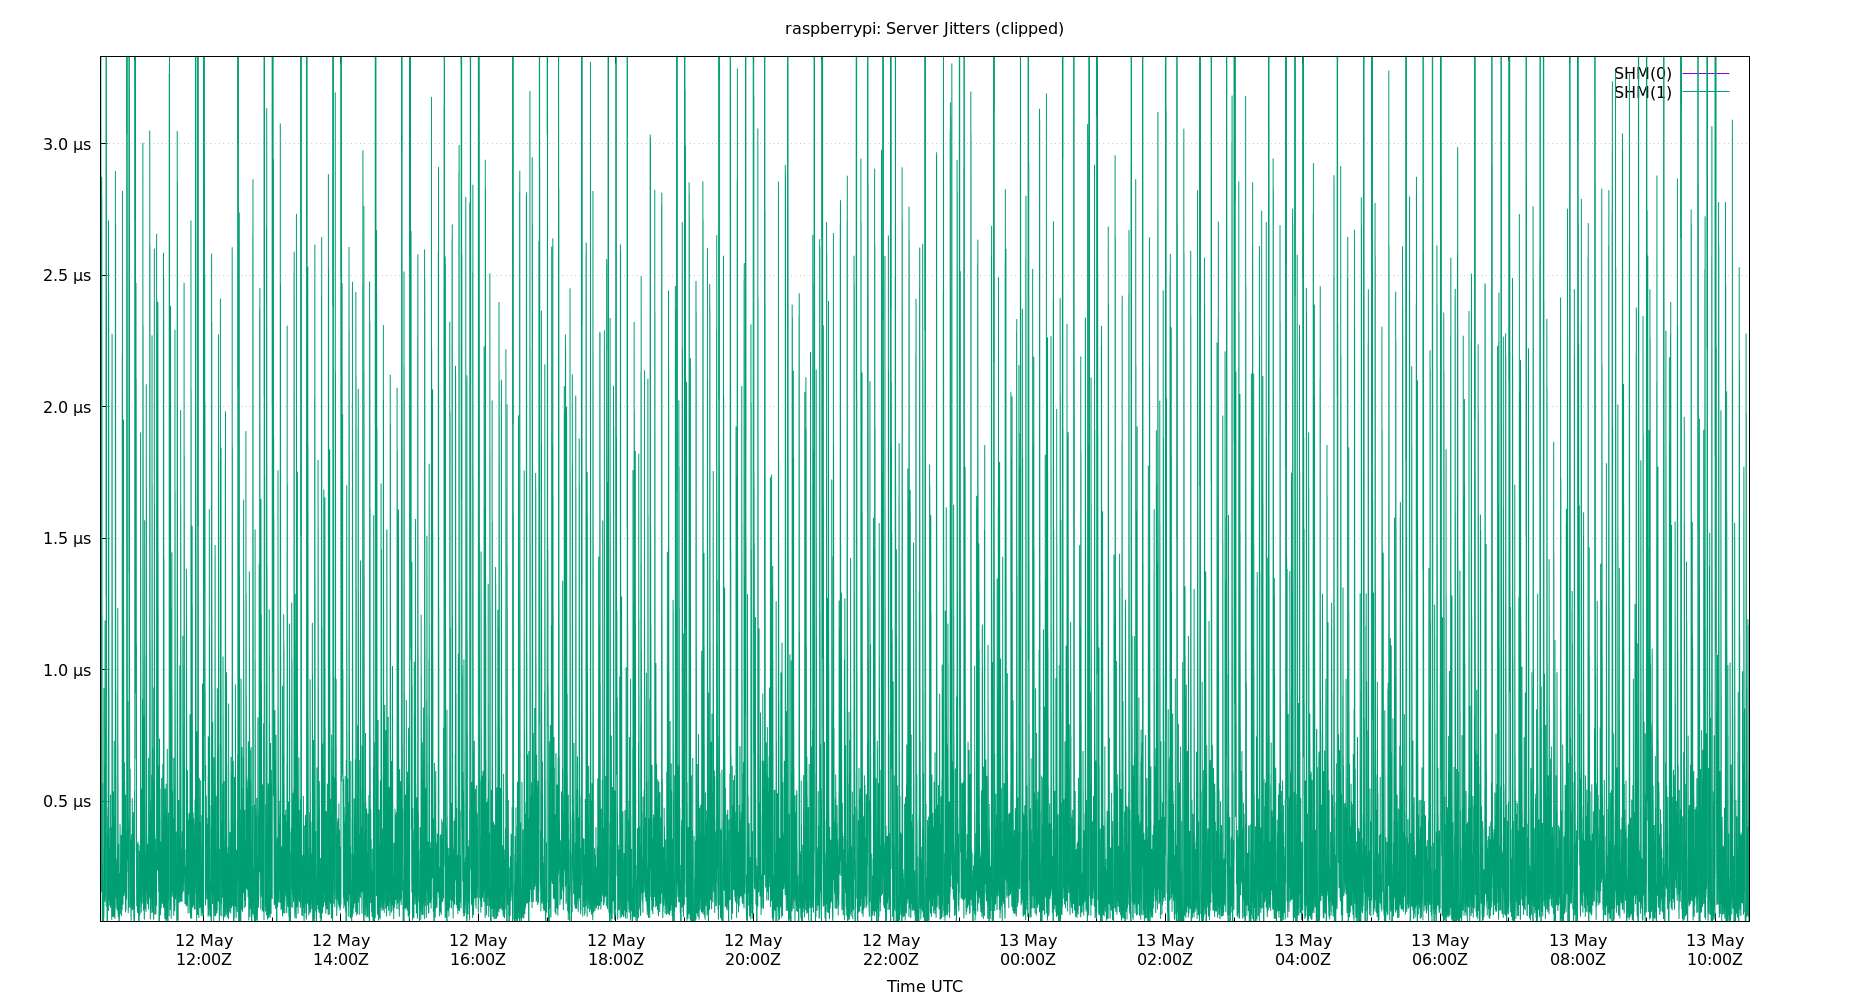 raspberrypi: Server Jitters (clipped)
SHM(0)
SHM(1)
3.0 μs
2.5 μs
2.0 μs
1.5 μs
1.0 μs
0.5 μs
12 May 12 May 12 May 12 May 12 May 12 May 13 May 13 May 13 May 13 May 13 May 13 May
12:00Z 14:00Z 16:00Z 18:00Z 20:00Z 22:00Z 00:00Z 02:00Z 04:00Z 06:00Z 08:00Z 10:00Z
Time UTC